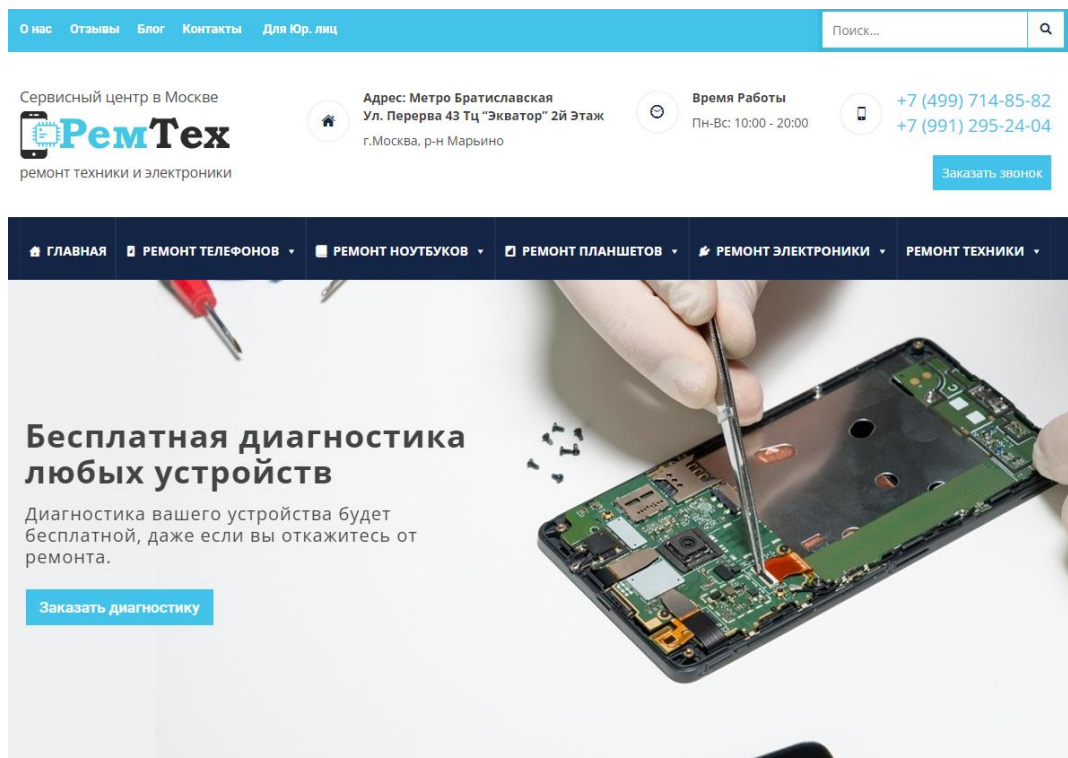 О нас Отзывы Блог Контакты Для Юр. лиц
Поиск...
Сервисный центр в Москве
РемТех
ремонт техники и электроники
Адрес: Метро Братиславская
Ул. Перерва 43 Тц “Экватор” 2й Этаж
г.Москва, р-н Марьино
Время Работы
Пн-Вс: 10:00 - 20:00
+7 (499) 714-85-82
+7 (991) 295-24-04
Заказать звонок
ГЛАВНАЯ РЕМОНТ ТЕЛЕФОНОВ РЕМОНТ НОУТБУКОВ РЕМОНТ ПЛАНШЕТОВ РЕМОНТ ЭЛЕКТРОНИКИ РЕМОНТ ТЕХНИКИ
Бесплатная диагностика
любых устройств
Диагностика вашего устройства будет
бесплатной, даже если вы откажитесь от
ремонта.
Заказать диагностику